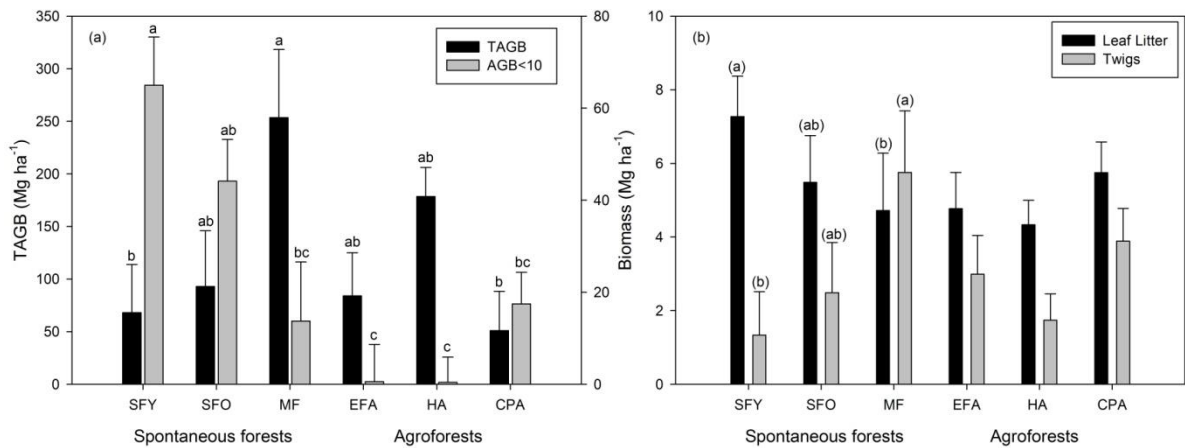 (a)
TAGB
AGB<10
350
300
250
200
150
100
50
0
TAGB (Mg ha⁻¹)
80
60
40
20
0
b
a
ab
ab
a
bc
ab
c
ab
c
b
bc
SFY SFO MF EFA HA CPA
Spontaneous forests Agroforests
(b)
Leaf Litter
Twigs
10
8
6
4
2
0
Biomass (Mg ha⁻¹)
(a)
(b)
(ab)
(ab)
(b)
(a)
SFY SFO MF EFA HA CPA
Spontaneous forests Agroforests